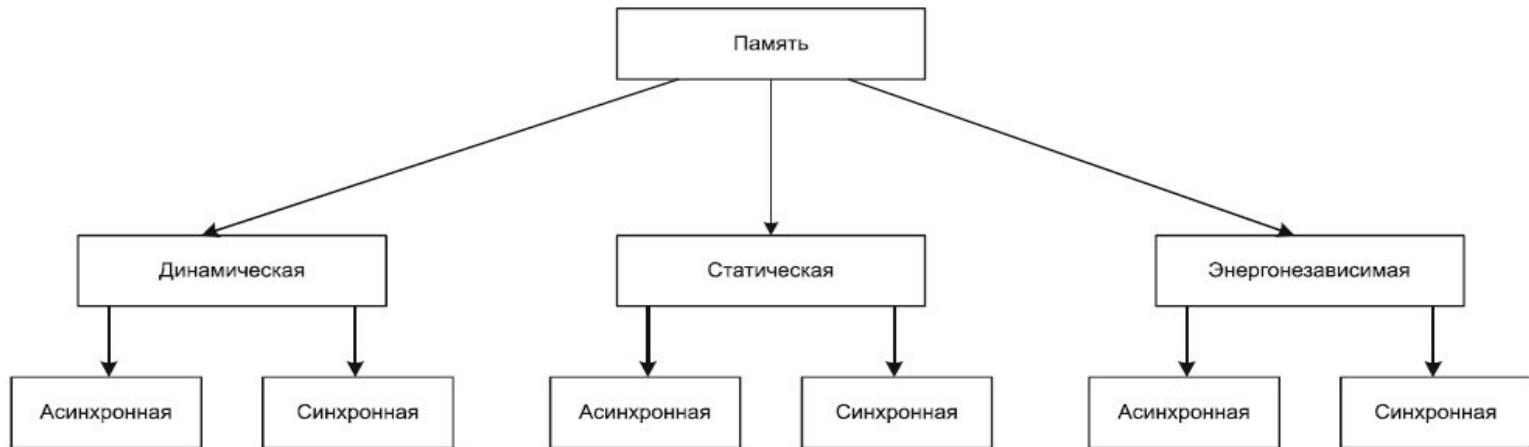 Память
Динамическая
Статическая
Энергонезависимая
Асинхронная
Синхронная
Асинхронная
Синхронная
Асинхронная
Синхронная